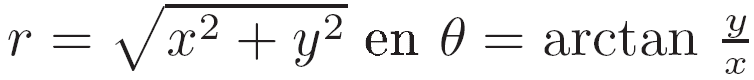 r = √(x² + y²) en θ = arctan y/x